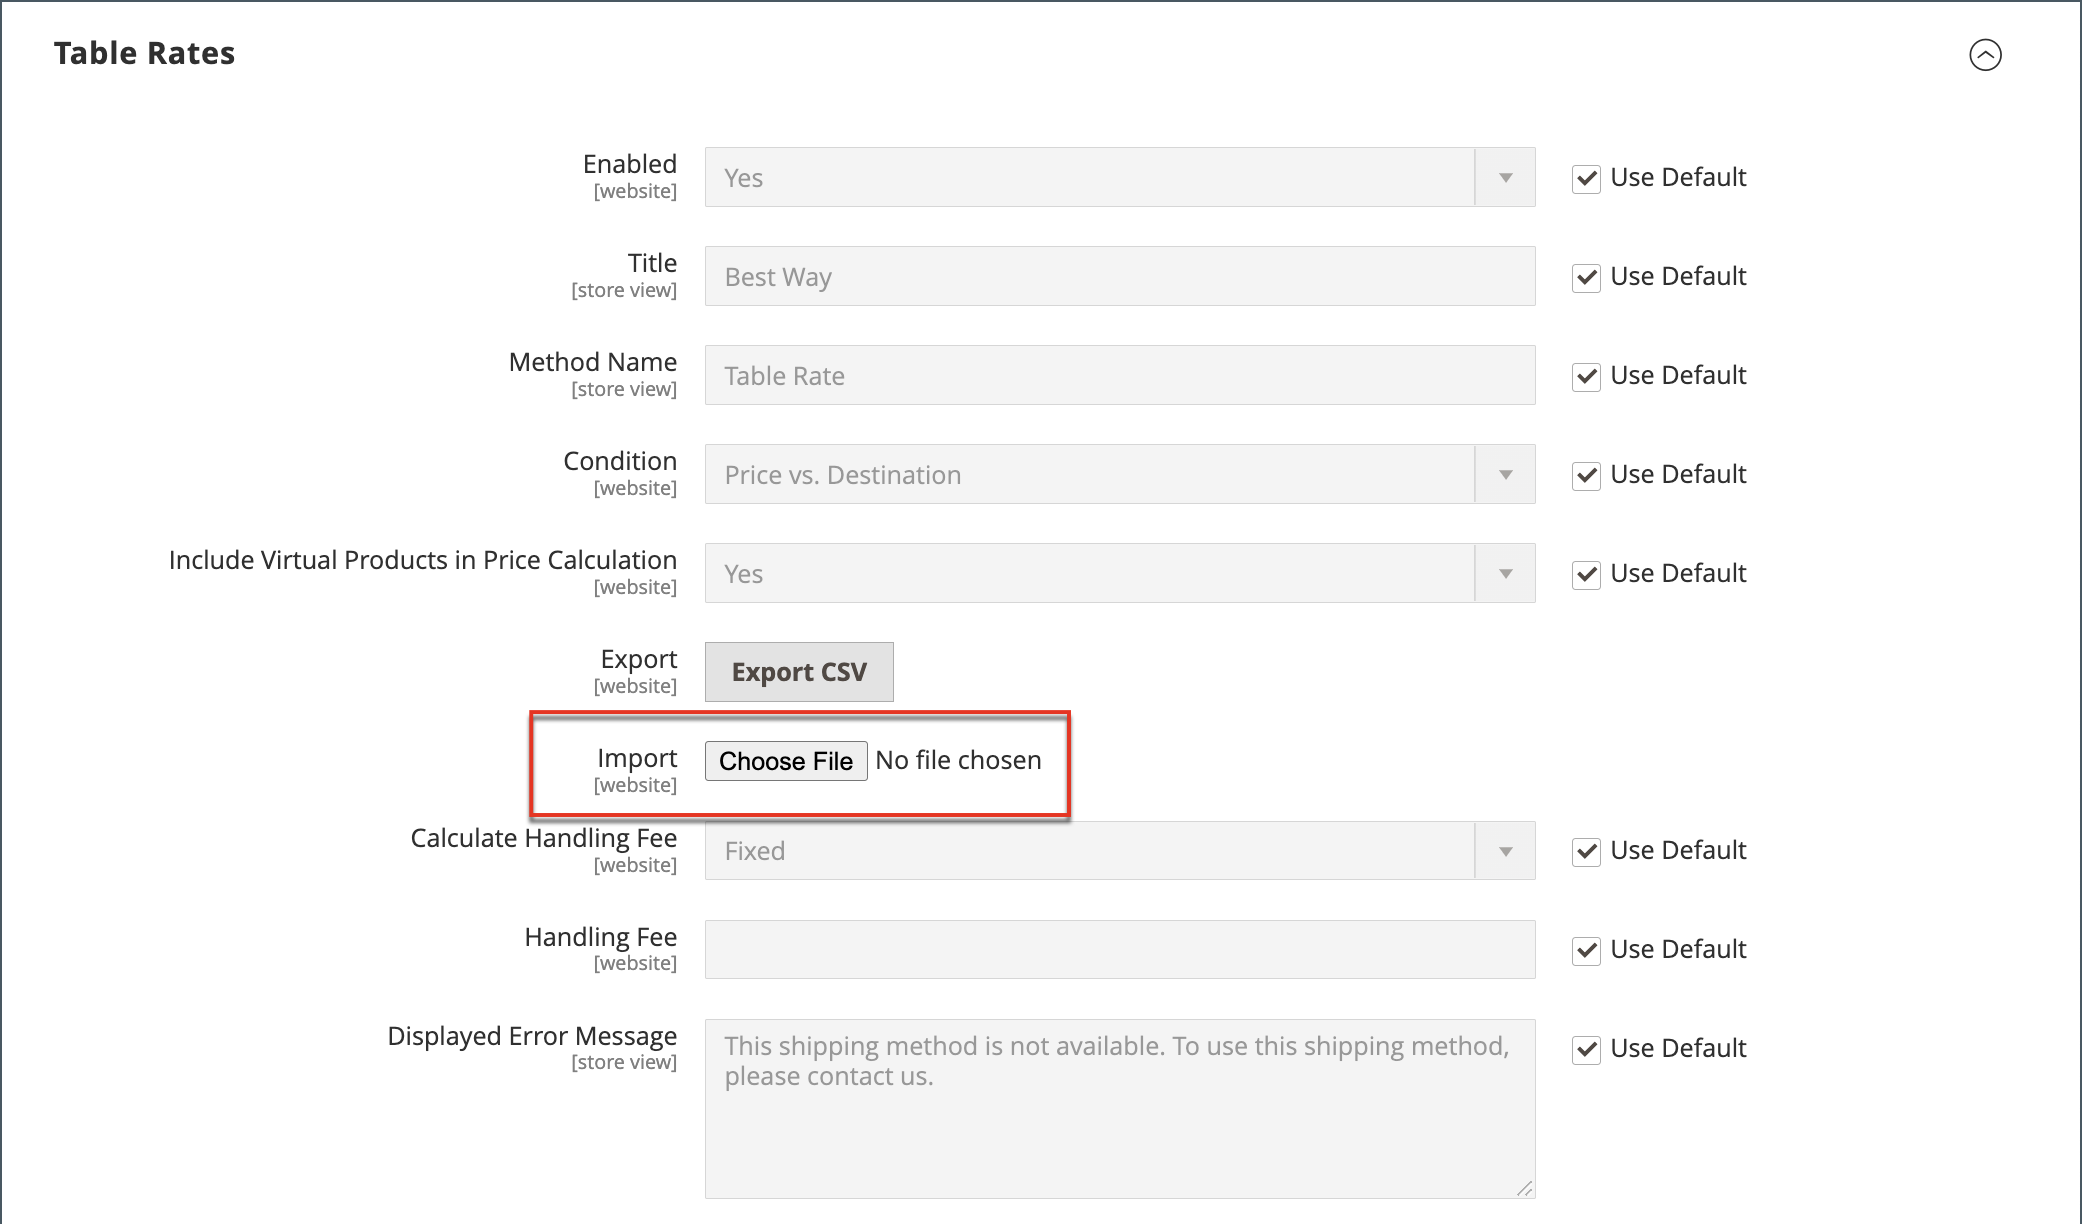 Table Rates
Enabled
[website]
Yes
Use Default
Title
[store view]
Best Way
Use Default
Method Name
[store view]
Table Rate
Use Default
Condition
[website]
Price vs. Destination
Use Default
Include Virtual Products in Price Calculation
[website]
Yes
Use Default
Export
[website]
Export CSV
Import
[website]
Choose File No file chosen
Calculate Handling Fee
[website]
Fixed
Use Default
Handling Fee
[website]
Use Default
Displayed Error Message
[store view]
This shipping method is not available. To use this shipping method,
please contact us.
Use Default